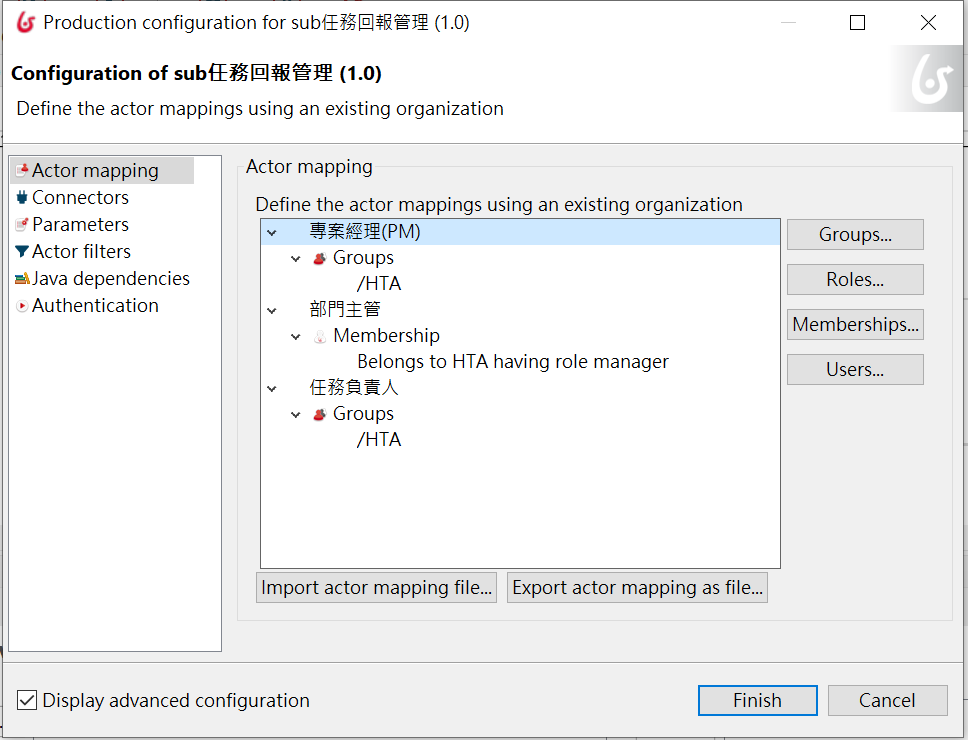 Production configuration for sub任務回報管理 (1.0)
Configuration of sub任務回報管理 (1.0)
Define the actor mappings using an existing organization
Actor mapping
Connectors
Parameters
Actor filters
Java dependencies
Authentication
Actor mapping
Define the actor mappings using an existing organization
專案經理(PM)
Groups
/HTA
部門主管
Membership
Belongs to HTA having role manager
任務負責人
Groups
/HTA
Groups...
Roles...
Memberships...
Users...
Import actor mapping file...
Export actor mapping as file...
Display advanced configuration
Finish
Cancel